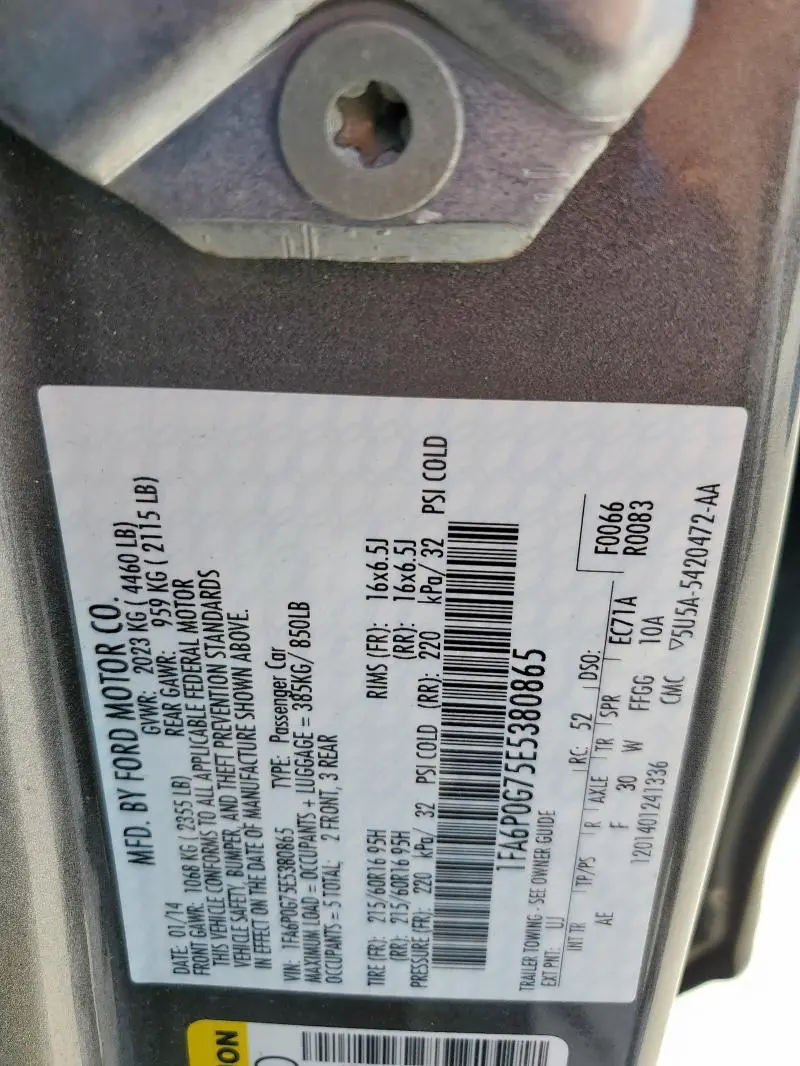 MFD. BY FORD MOTOR CO.
DATE: 01/14 GVWR: 2023 KG ( 4460 LB)
FRONT GAWR: 1068 KG ( 2355 LB) REAR GAWR: 959 KG ( 2115 LB)
THIS VEHICLE CONFORMS TO ALL APPLICABLE FEDERAL MOTOR
VEHICLE SAFETY, BUMPER, AND THEFT PREVENTION STANDARDS
IN EFFECT ON THE DATE OF MANUFACTURE SHOWN ABOVE.
VIN: 1FA6P0G75E5380865 TYPE: Passenger Car
MAXIMUM LOAD = OCCUPANTS + LUGGAGE = 385KG/ 850LB
OCCUPANTS = 5 TOTAL: 2 FRONT, 3 REAR
TIRE (FR): 215/60R16 95H RIMS (FR): 16x6.5J
(RR): 215/60R16 95H (RR): 16x6.5J
PRESSURE (FR): 220 kPa/ 32 PSI COLD (RR): 220 kPa/ 32 PSI COLD
1FA6P0G75E5380865
TRAILER TOWING - SEE OWNER GUIDE
EXT PNT: UJ RC: 52 DSO: F0066
R0083
INT TR TP/PS R AXLE TR SPR EC71A
AE F 30 W FFGG 10A
1201401241336 CMC ▽5U5A-5420472-AA
ON